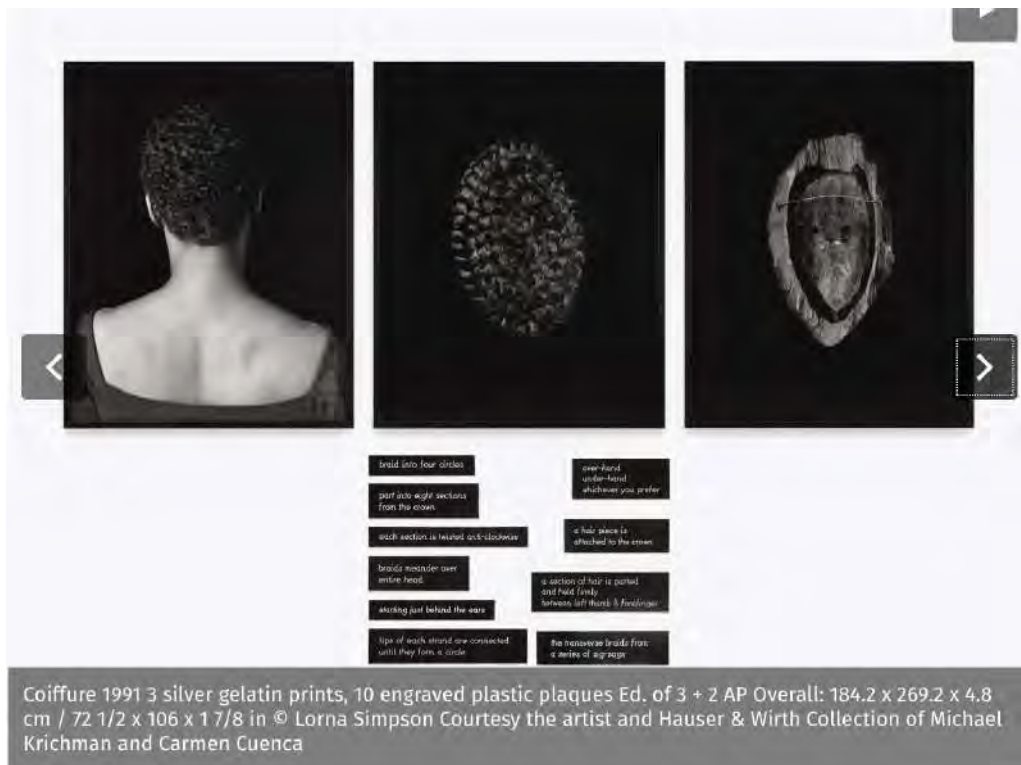 braid into four circles
part into eight sections
from the crown
each section is twisted anti-clockwise
braids meander over
entire head
starting just behind the ears
tips of each strand are connected
until they form a circle
over-hand
under-hand
whichever you prefer
a hair piece is
attached to the crown
a section of hair is parted
and held firmly
between left thumb & forefinger
the transverse braids from
a series of zig-zags
Coiffure 1991 3 silver gelatin prints, 10 engraved plastic plaques Ed. of 3 + 2 AP Overall: 184.2 x 269.2 x 4.8
cm / 72 1/2 x 106 x 1 7/8 in © Lorna Simpson Courtesy the artist and Hauser & Wirth Collection of Michael
Krichman and Carmen Cuenca